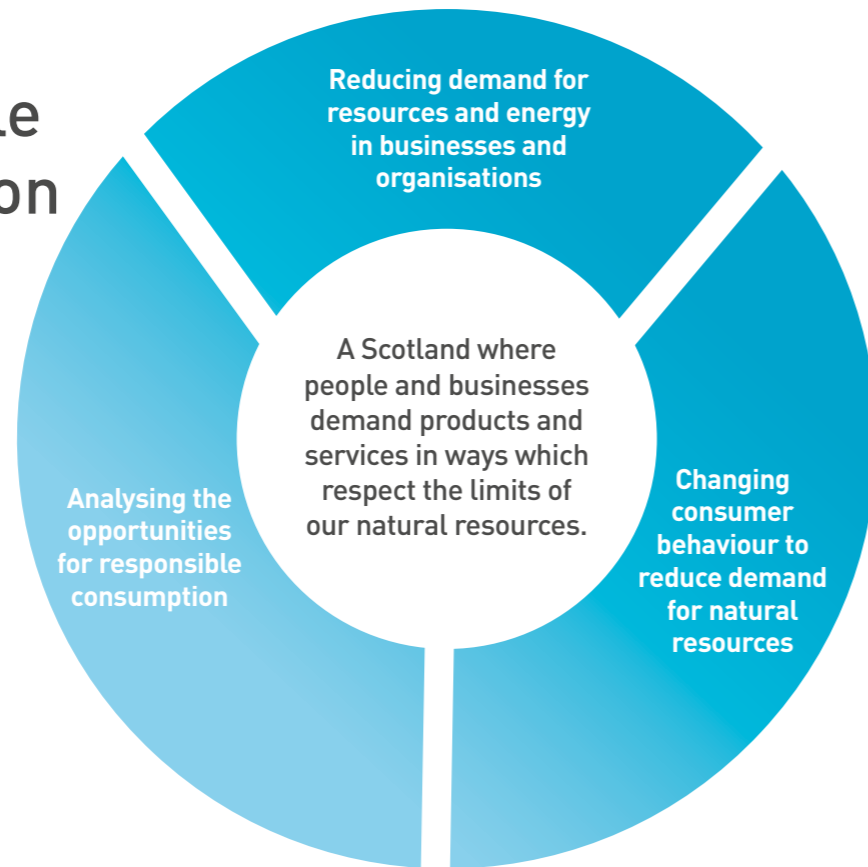 Reducing demand for
resources and energy
in businesses and
organisations
A Scotland where
people and businesses
demand products and
services in ways which
respect the limits of
our natural resources.
Analysing the
opportunities
for responsible
consumption
Changing
consumer
behaviour to
reduce demand
for natural
resources